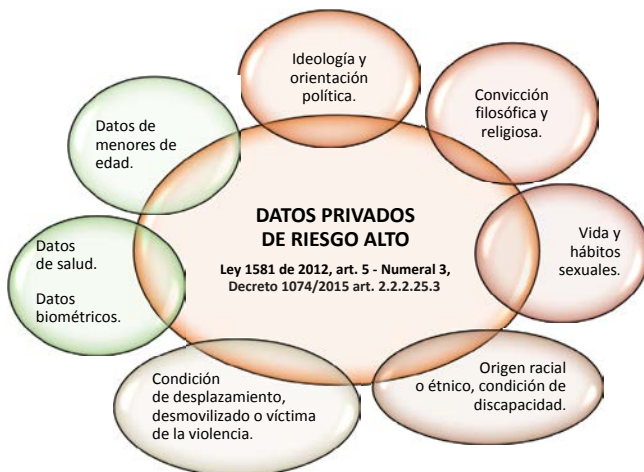 Ideología y
orientación
política.
Convicción
filosófica y
religiosa.
Datos de
menores de
edad.
DATOS PRIVADOS
DE RIESGO ALTO
Ley 1581 de 2012, art. 5 - Numeral 3,
Decreto 1074/2015 art. 2.2.2.25.3
Vida y
hábitos
sexuales.
Datos
de salud.
Datos
biométricos.
Origen racial
o étnico, condición de
discapacidad.
Condición
de desplazamiento,
desmovilizado o víctima
de la violencia.